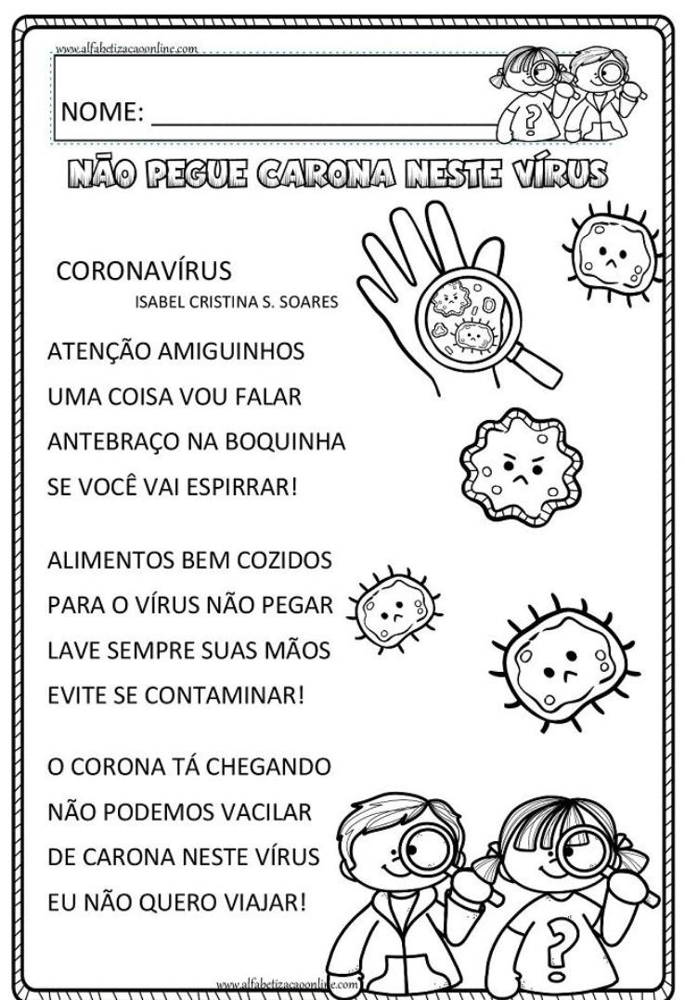 www.alfabetizacaoonline.com
NOME:
NÃO PEGUE CARONA NESTE VÍRUS
CORONAVÍRUS
ISABEL CRISTINA S. SOARES
ATENÇÃO AMIGUINHOS
UMA COISA VOU FALAR
ANTEBRAÇO NA BOQUINHA
SE VOCÊ VAI ESPIRRAR!
ALIMENTOS BEM COZIDOS
PARA O VÍRUS NÃO PEGAR
LAVE SEMPRE SUAS MÃOS
EVITE SE CONTAMINAR!
O CORONA TÁ CHEGANDO
NÃO PODEMOS VACILAR
DE CARONA NESTE VÍRUS
EU NÃO QUERO VIAJAR!
www.alfabetizacaoonline.com